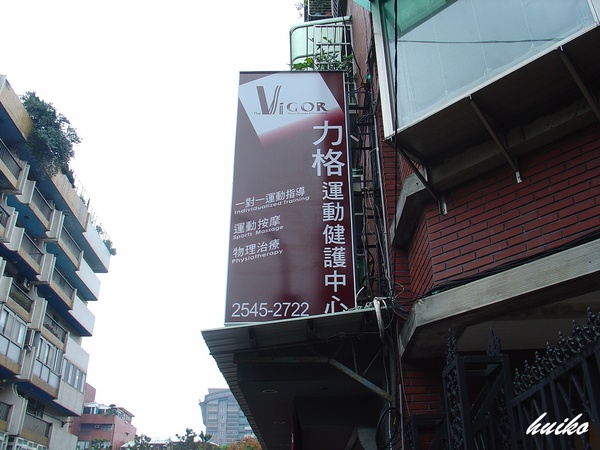 The ViGOR
力格
運動健護中心
一對一運動指導
Individualized Training
運動按摩
Sports Massage
物理治療
Physiotherapy
2545-2722
huiko